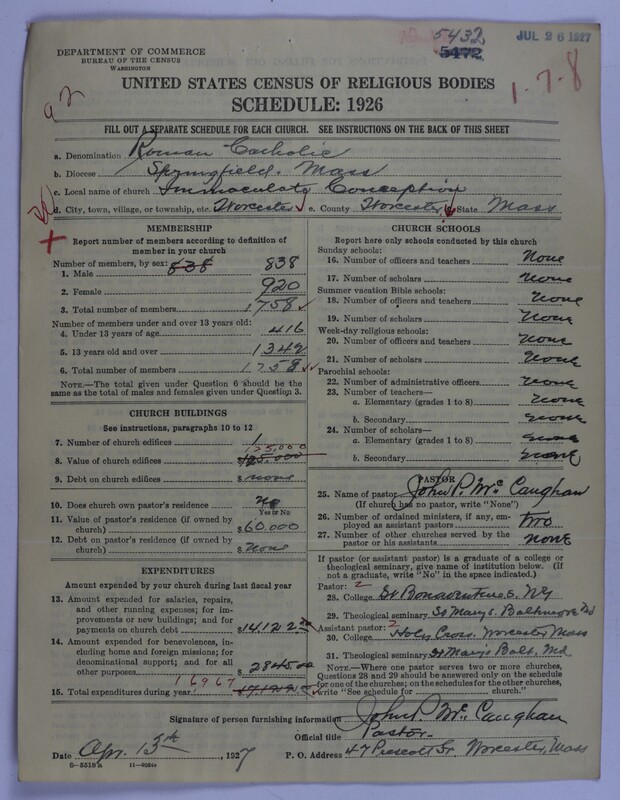 5432
5472
JUL 26 1927
DEPARTMENT OF COMMERCE
BUREAU OF THE CENSUS
WASHINGTON
1-7-8
UNITED STATES CENSUS OF RELIGIOUS BODIES
SCHEDULE: 1926
FILL OUT A SEPARATE SCHEDULE FOR EACH CHURCH. SEE INSTRUCTIONS ON THE BACK OF THIS SHEET
a. Denomination Roman Catholic
b. Diocese Springfield. Mass
c. Local name of church Immaculate Conception
d. City, town, village, or township, etc. Worcester e. County Worcester State Mass
MEMBERSHIP
Report number of members according to definition of
member in your church
Number of members, by sex:
1. Male 838 838
2. Female 920
3. Total number of members 1758
Number of members under and over 13 years old:
4. Under 13 years of age 416
5. 13 years old and over 1342
6. Total number of members 1758
NOTE.—The total given under Question 6 should be the
same as the total of males and females given under Question 3.
CHURCH BUILDINGS
See instructions, paragraphs 10 to 12
7. Number of church edifices 1
8. Value of church edifices $ 125,000
9. Debt on church edifices $ none
10. Does church own pastor's residence no
Yes or No
11. Value of pastor's residence (if owned by
church) $60,000
12. Debt on pastor's residence (if owned by
church) $ none
EXPENDITURES
Amount expended by your church during last fiscal year
13. Amount expended for salaries, repairs,
and other running expenses; for im-
provements or new buildings; and for
payments on church debt $14,122
14. Amount expended for benevolences,
including home and foreign missions; for
denominational support; and for all
other purposes $ 2845 00
16967
15. Total expenditures during year
CHURCH SCHOOLS
Report here only schools conducted by this church
Sunday schools:
16. Number of officers and teachers None
17. Number of scholars None
Summer vacation Bible schools:
18. Number of officers and teachers None
19. Number of scholars None
Week-day religious schools:
20. Number of officers and teachers None
21. Number of scholars None
Parochial schools:
22. Number of administrative officers None
23. Number of teachers—
a. Elementary (grades 1 to 8) None
b. Secondary none
24. Number of scholars—
a. Elementary (grades 1 to 8) none
b. Secondary none
PASTOR
25. Name of pastor John P. McCaughan
(If church has no pastor, write "None")
26. Number of ordained ministers, if any, em-
ployed as assistant pastors two
27. Number of other churches served by the
pastor or his assistants none
If pastor (or assistant pastor) is a graduate of a college or
theological seminary, give name of institution below. (If
not a graduate, write "No" in the space indicated.)
Pastor: 2
28. College St Bonaventures, NY
29. Theological seminary St Marys. Baltimore Md
Assistant pastor: 2
30. College Holy Cross. Worcester Mass
31. Theological seminary St Marys Balt. Md.
NOTE.—Where one pastor serves two or more churches,
Questions 28 and 29 should be answered only on the schedule
for one of the churches; on the schedules for the other churches,
write "See schedule for church."
Signature of person furnishing information John P. McCaughan
Official title Pastor.
Date Apr. 13th, 1927 P. O. Address 47 Prescott St. Worcester, Mass
8—5518 a 11—9024a